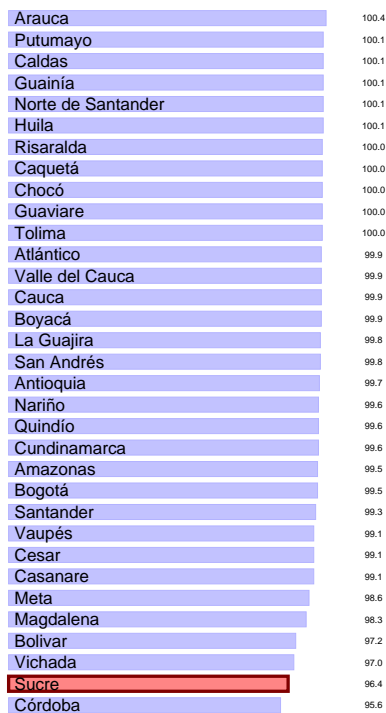 Arauca 100.4
Putumayo 100.1
Caldas 100.1
Guainía 100.1
Norte de Santander 100.1
Huila 100.1
Risaralda 100.0
Caquetá 100.0
Chocó 100.0
Guaviare 100.0
Tolima 100.0
Atlántico 99.9
Valle del Cauca 99.9
Cauca 99.9
Boyacá 99.9
La Guajira 99.8
San Andrés 99.8
Antioquia 99.7
Nariño 99.6
Quindío 99.6
Cundinamarca 99.6
Amazonas 99.5
Bogotá 99.5
Santander 99.3
Vaupés 99.1
Cesar 99.1
Casanare 99.1
Meta 98.6
Magdalena 98.3
Bolivar 97.2
Vichada 97.0
Sucre 96.4
Córdoba 95.6